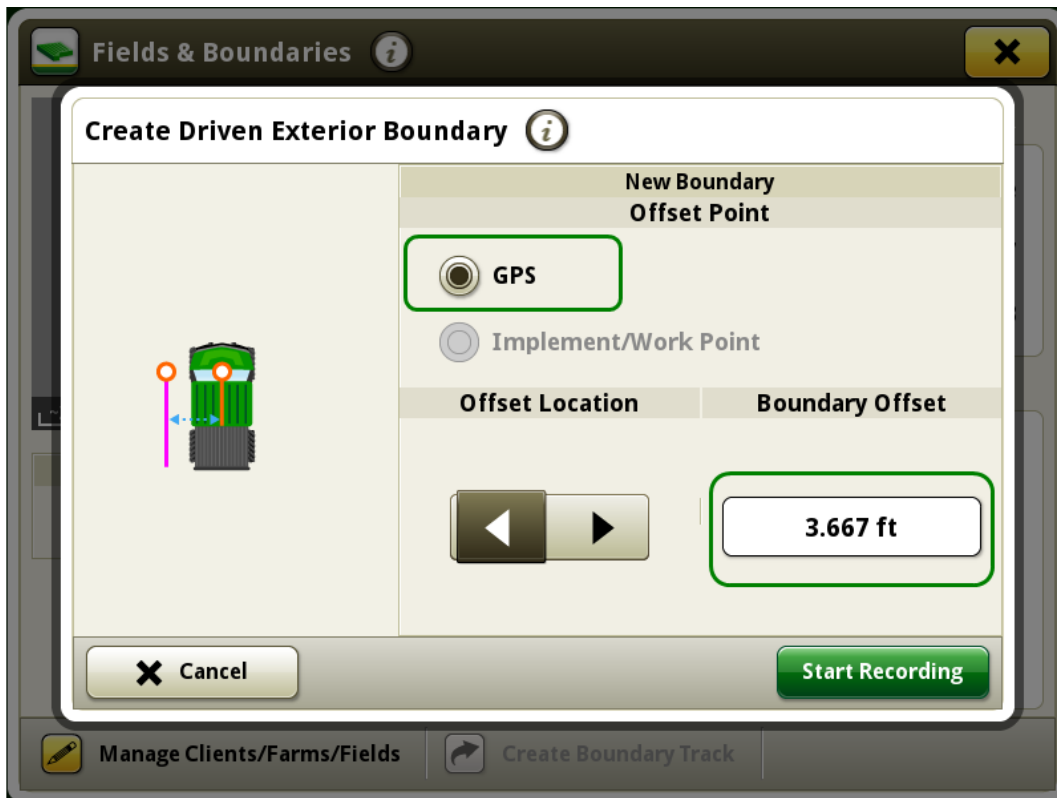 Fields & Boundaries
Create Driven Exterior Boundary
New Boundary
Offset Point
GPS
Implement/Work Point
Offset Location Boundary Offset
3.667 ft
Cancel Start Recording
Manage Clients/Farms/Fields Create Boundary Track